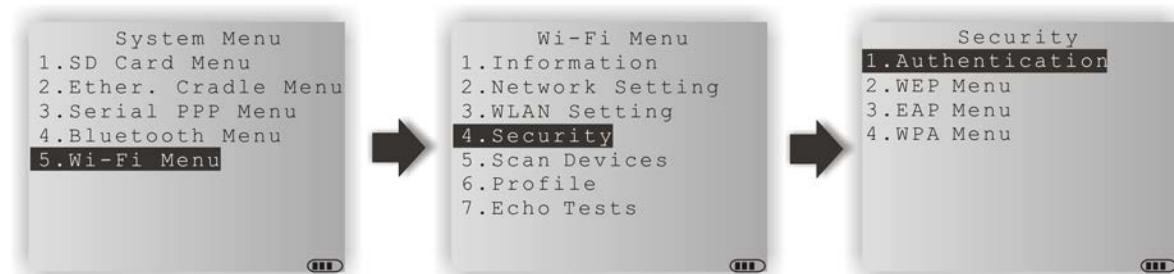 System Menu
1.SD Card Menu
2.Ether. Cradle Menu
3.Serial PPP Menu
4.Bluetooth Menu
5.Wi-Fi Menu
Wi-Fi Menu
1.Information
2.Network Setting
3.WLAN Setting
4.Security
5.Scan Devices
6.Profile
7.Echo Tests
Security
1.Authentication
2.WEP Menu
3.EAP Menu
4.WPA Menu